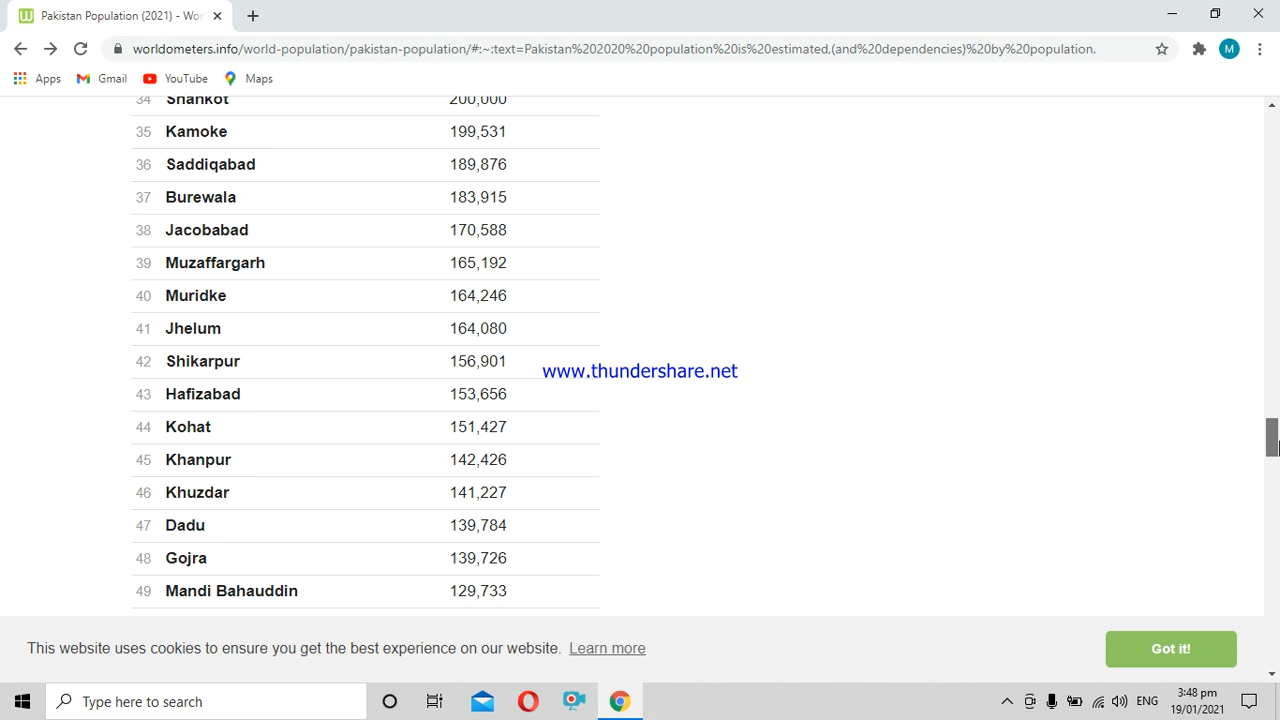 Pakistan Population (2021) - Wor
worldometers.info/world-population/pakistan-population/#:~:text=Pakistan%202020%20population%20is%20estimated,(and%20dependencies)%20by%20population.
M
Apps Gmail YouTube Maps
34 Shahkot 200,000
35 Kamoke 199,531
36 Saddiqabad 189,876
37 Burewala 183,915
38 Jacobabad 170,588
39 Muzaffargarh 165,192
40 Muridke 164,246
41 Jhelum 164,080
42 Shikarpur 156,901
www.thundershare.net
43 Hafizabad 153,656
44 Kohat 151,427
45 Khanpur 142,426
46 Khuzdar 141,227
47 Dadu 139,784
48 Gojra 139,726
49 Mandi Bahauddin 129,733
This website uses cookies to ensure you get the best experience on our website. Learn more Got it!
Type here to search
ENG
3:48 pm
19/01/2021